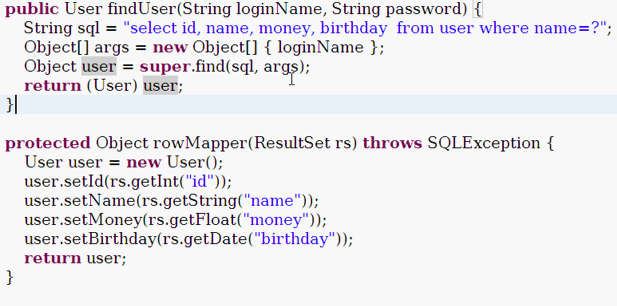 public User findUser(String loginName, String password) {
String sql = "select id, name, money, birthday  from user where name=?";
Object[] args = new Object[] { loginName };
Object user = super.find(sql, args);
return (User) user;
}
protected Object rowMapper(ResultSet rs) throws SQLException {
User user = new User();
user.setId(rs.getInt("id"));
user.setName(rs.getString("name"));
user.setMoney(rs.getFloat("money"));
user.setBirthday(rs.getDate("birthday"));
return user;
}